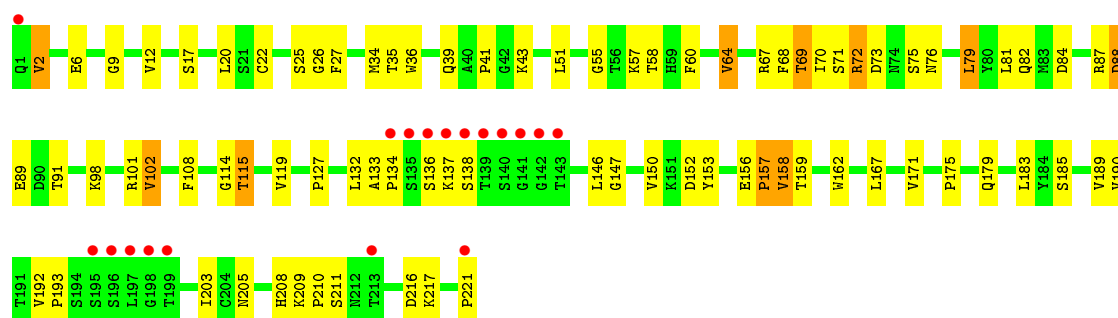 Q1 V2 E6 G9 V12 S17 L20 S21 C22 S25 G26 F27 M34 T35 W36 Q39 A40 P41 G42 K43 L51 G55 T56 K57 T58 H59 F60 V64 R67 F68 T69 I70 S71 R72 D73 N74 S75 N76 L79 Y80 L81 Q82 M83 D84 R87 D88
E89 D90 T91 K98 R101 V102 F108 G114 T115 V119 P127 L132 A133 P134 S135 S136 K137 S138 T139 S140 G141 G142 T143 L146 G147 V150 K151 D152 Y153 E156 P157 V158 T159 W162 L167 V171 P175 Q179 L183 Y184 S185 V189 V190
T191 V192 P193 S194 S195 S196 L197 G198 T199 I203 C204 N205 H208 K209 P210 S211 N212 T213 D216 K217 P221